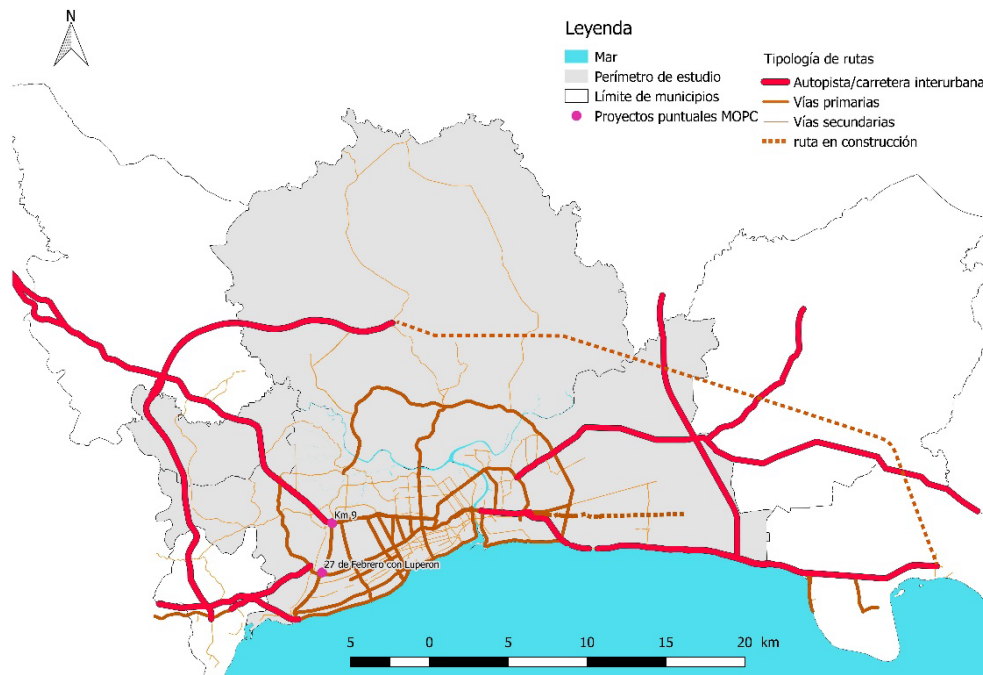 N
Leyenda
Mar
Perímetro de estudio
Límite de municipios
Proyectos puntuales MOPC
Tipología de rutas
Autopista/carretera interurbana
Vías primarias
Vías secundarias
ruta en construcción
Km,9
27 de Febrero con Luperon
5 0 5 10 15 20 km